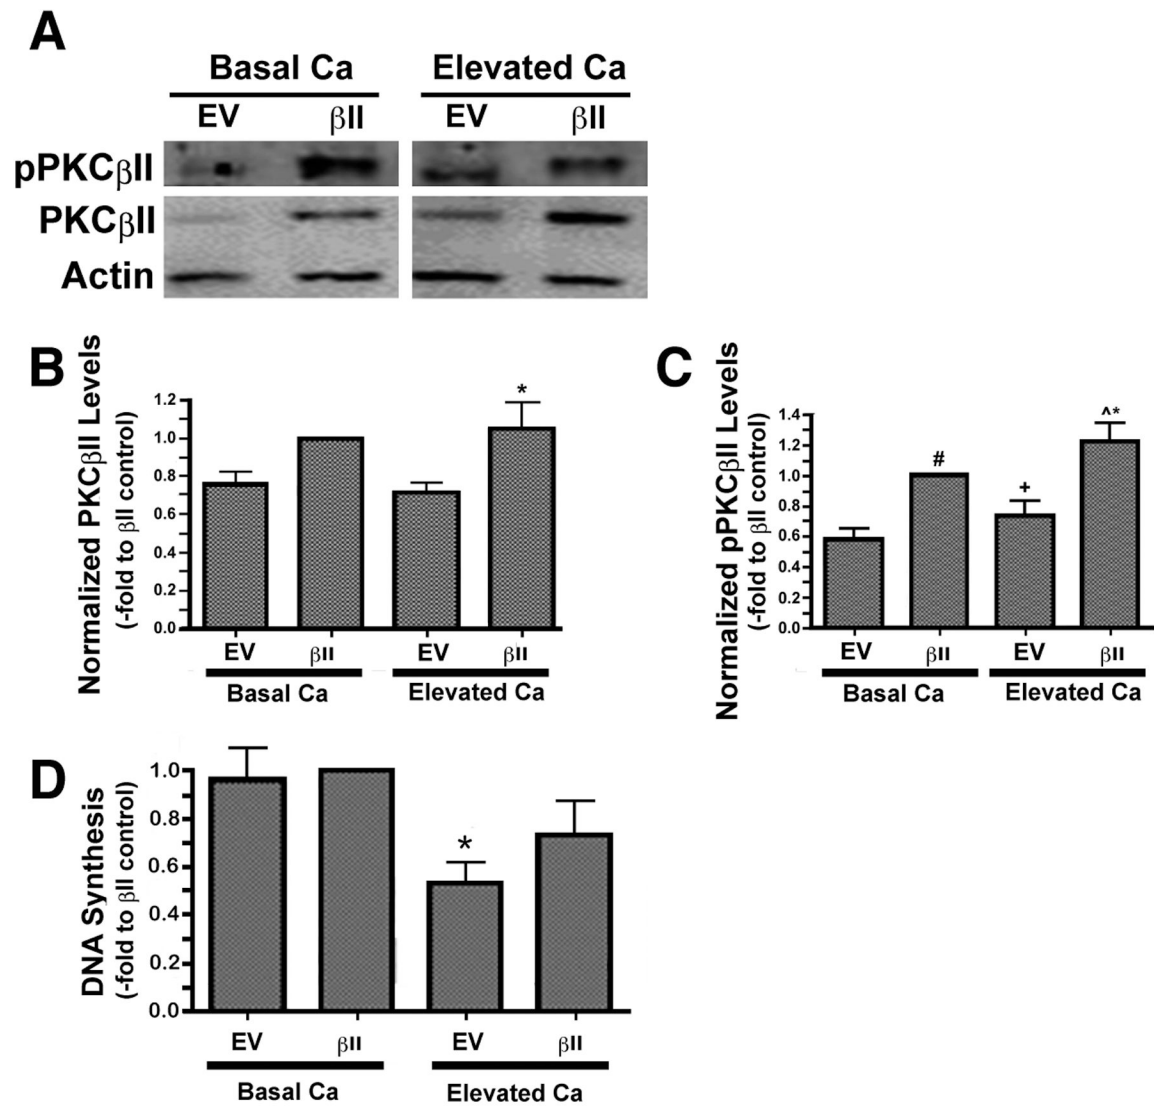 A
Basal Ca Elevated Ca
EV βII EV βII
pPKCβII
PKCβII
Actin
B
Normalized PKCβII Levels
(-fold to βII control)
1.2
1.0
0.8
0.6
0.4
0.2
0.0
*
EV βII EV βII
Basal Ca Elevated Ca
C
Normalized pPKCβII Levels
(-fold to βII control)
1.4
1.2
1.0
0.8
0.6
0.4
0.2
0.0
# + ^*
EV βII EV βII
Basal Ca Elevated Ca
D
DNA Synthesis
(-fold to βII control)
1.0
0.8
0.6
0.4
0.2
0.0
*
EV βII EV βII
Basal Ca Elevated Ca